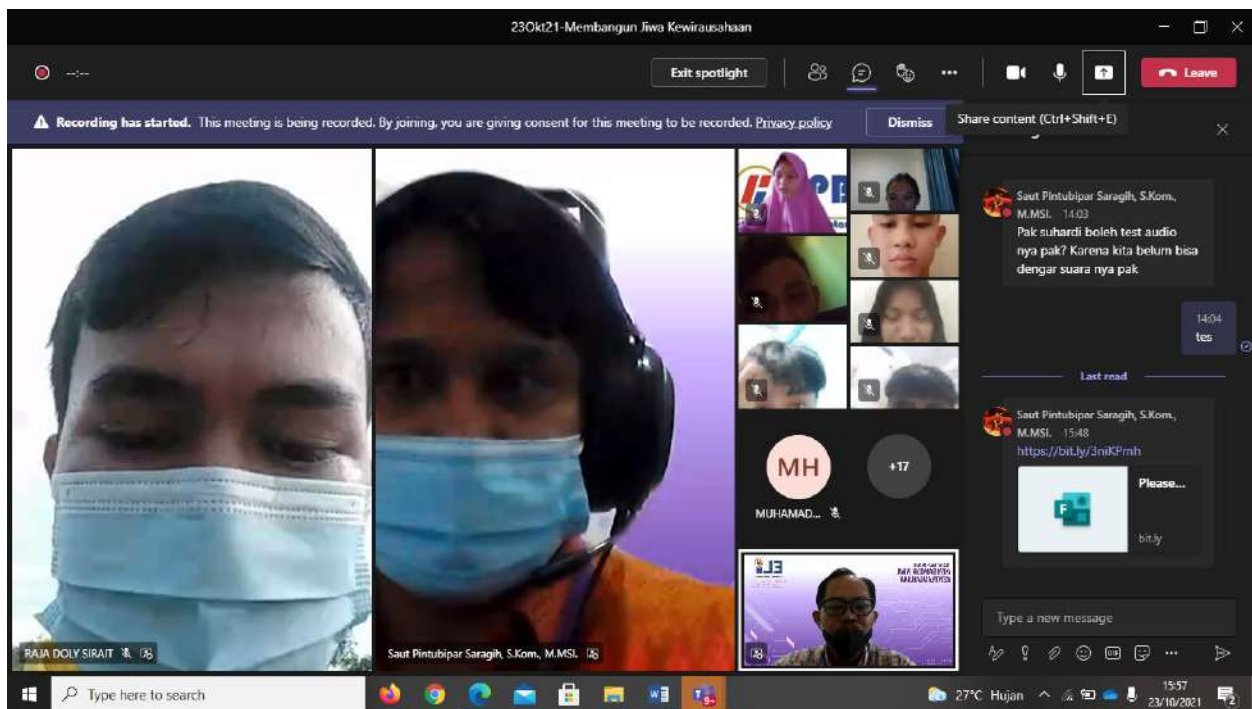 23Okt21-Membangun Jiwa Kewirausahaan
--:--
Exit spotlight
Leave
Recording has started. This meeting is being recorded. By joining, you are giving consent for this meeting to be recorded. Privacy policy
Dismiss
Share content (Ctrl+Shift+E)
Saut Pintubipar Saragih, S.Kom.,
M.MSI. 14:03
Pak suhardi boleh test audio
nya pak? Karena kita belum bisa
dengar suara nya pak
14:04
tes
Last read
Saut Pintubipar Saragih, S.Kom.,
M.MSI. 15:48
https://bit.ly/3niKPmh
Please...
bit.ly
MH
+17
MUHAMAD...
RAJA DOLY SIRAIT
Saut Pintubipar Saragih, S.Kom., M.MSI.
Type a new message
GIF
Type here to search
27°C Hujan
15:57
23/10/2021